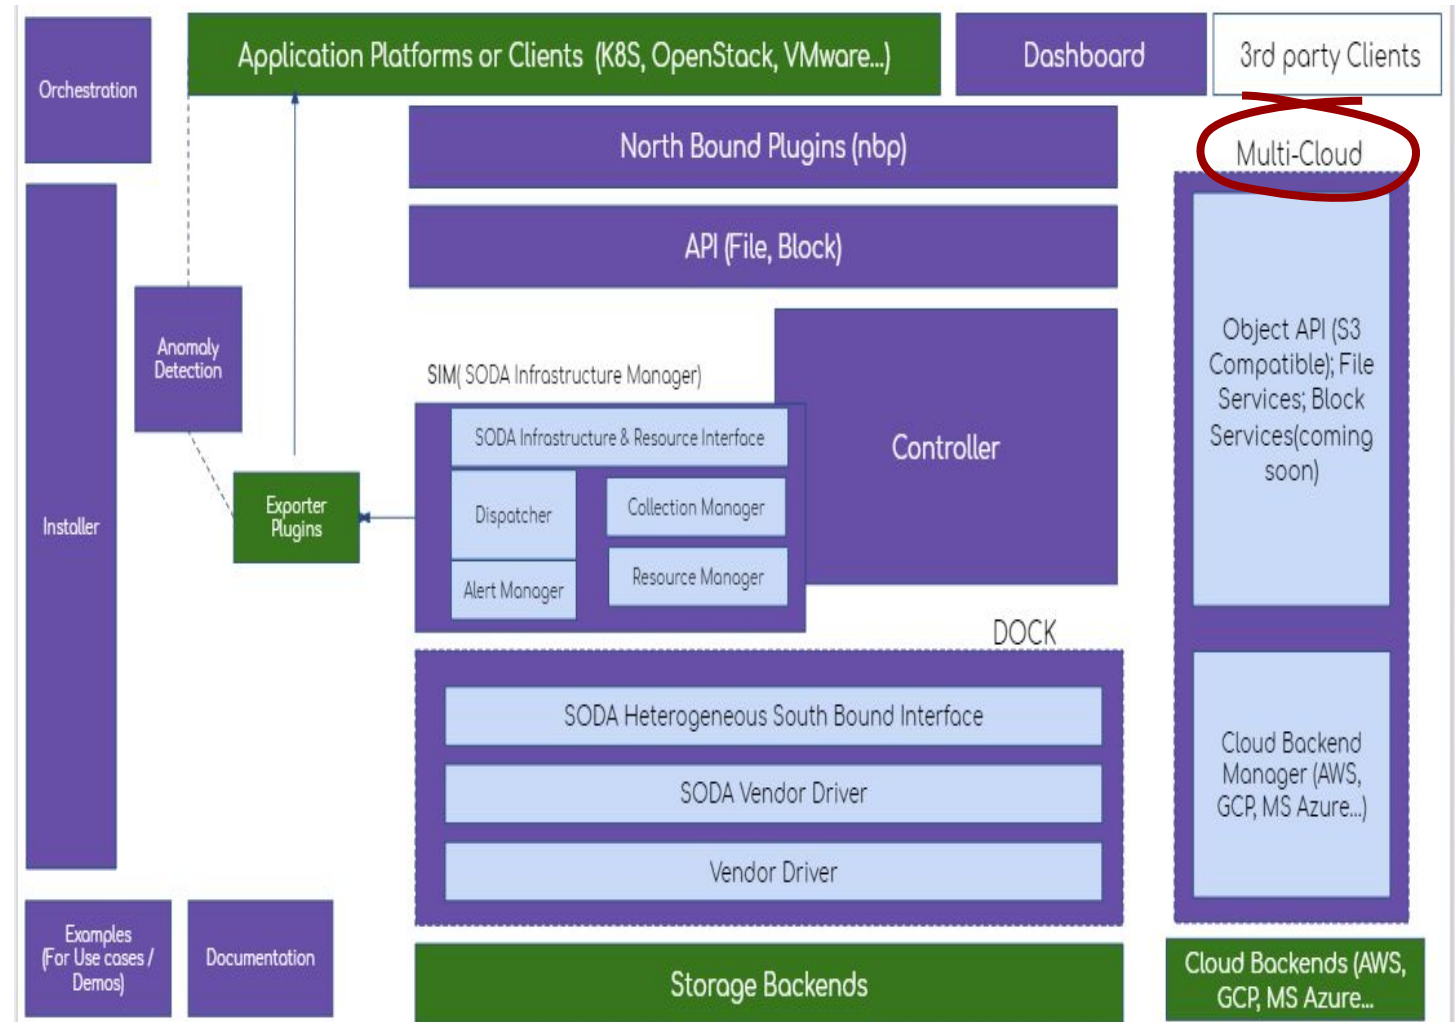 Orchestration
Application Platforms or Clients (K8S, OpenStack, VMware...)
Dashboard
3rd party Clients
North Bound Plugins (nbp)
Multi-Cloud
API (File, Block)
Anomaly
Detection
SIM( SODA Infrastructure Manager)
SODA Infrastructure & Resource Interface
Dispatcher
Collection Manager
Alert Manager
Resource Manager
Controller
Object API (S3
Compatible); File
Services; Block
Services(coming
soon)
Installer
Exporter
Plugins
DOCK
SODA Heterogeneous South Bound Interface
SODA Vendor Driver
Vendor Driver
Cloud Backend
Manager (AWS,
GCP, MS Azure...)
Examples
(For Use cases /
Demos)
Documentation
Storage Backends
Cloud Backends (AWS,
GCP, MS Azure...